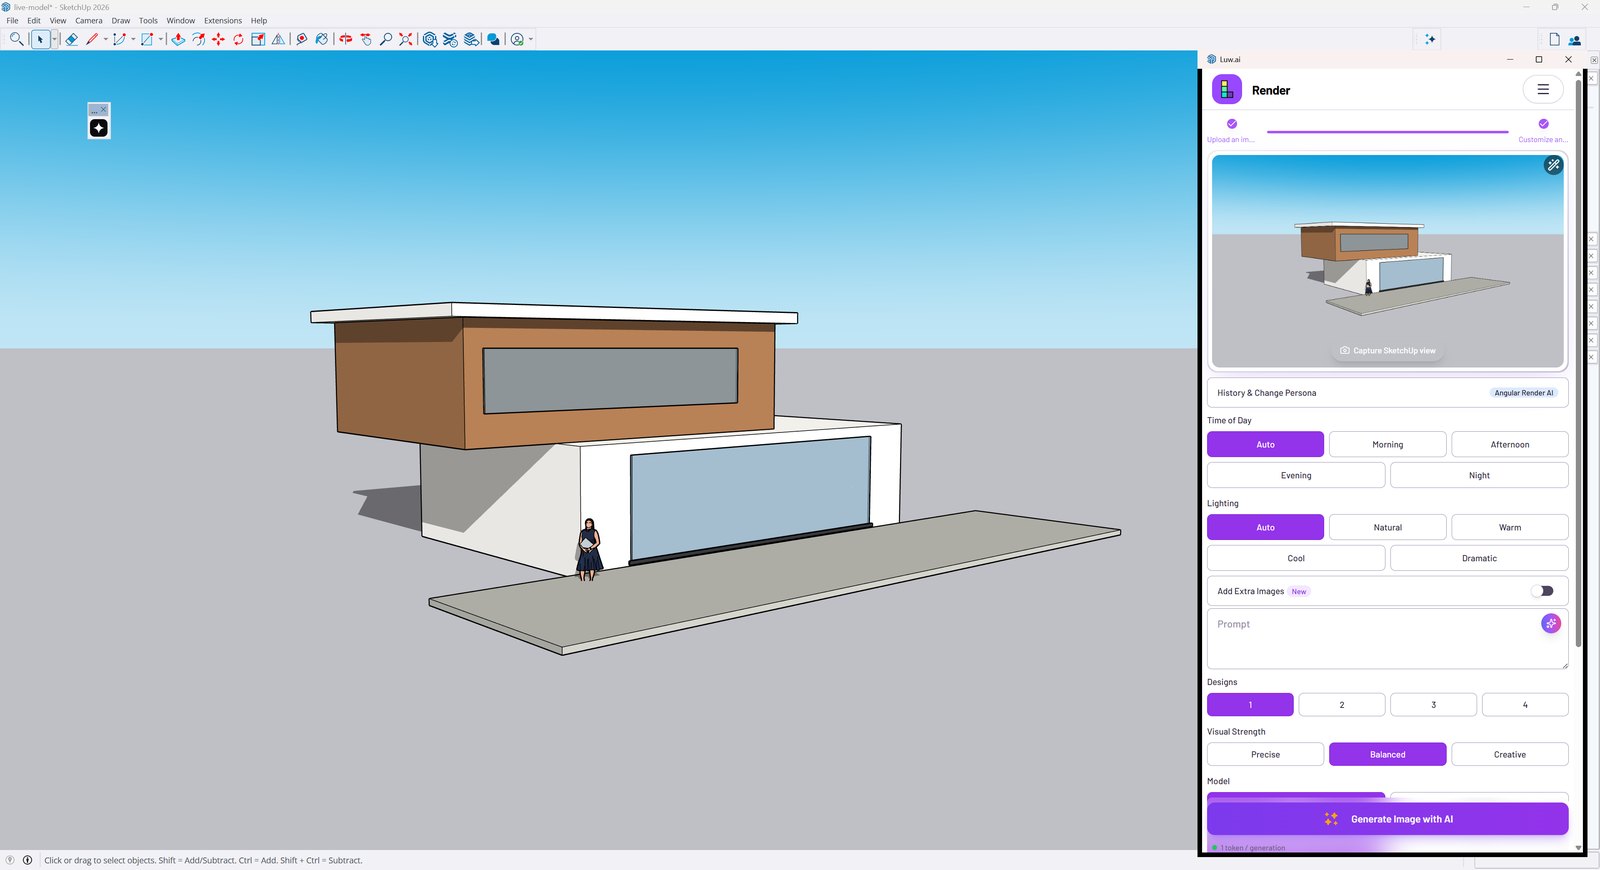 live-model* - SketchUp 2026
File Edit View Camera Draw Tools Window Extensions Help
Luw.ai
...
Render
Upload an im...
Customize an...
Capture SketchUp view
History & Change Persona
Angular Render AI
Time of Day
Auto Morning Afternoon
Evening Night
Lighting
Auto Natural Warm
Cool Dramatic
Add Extra Images New
Prompt
Designs
1 2 3 4
Visual Strength
Precise Balanced Creative
Model
Generate Image with AI
1 token / generation
Click or drag to select objects. Shift = Add/Subtract. Ctrl = Add. Shift + Ctrl = Subtract.